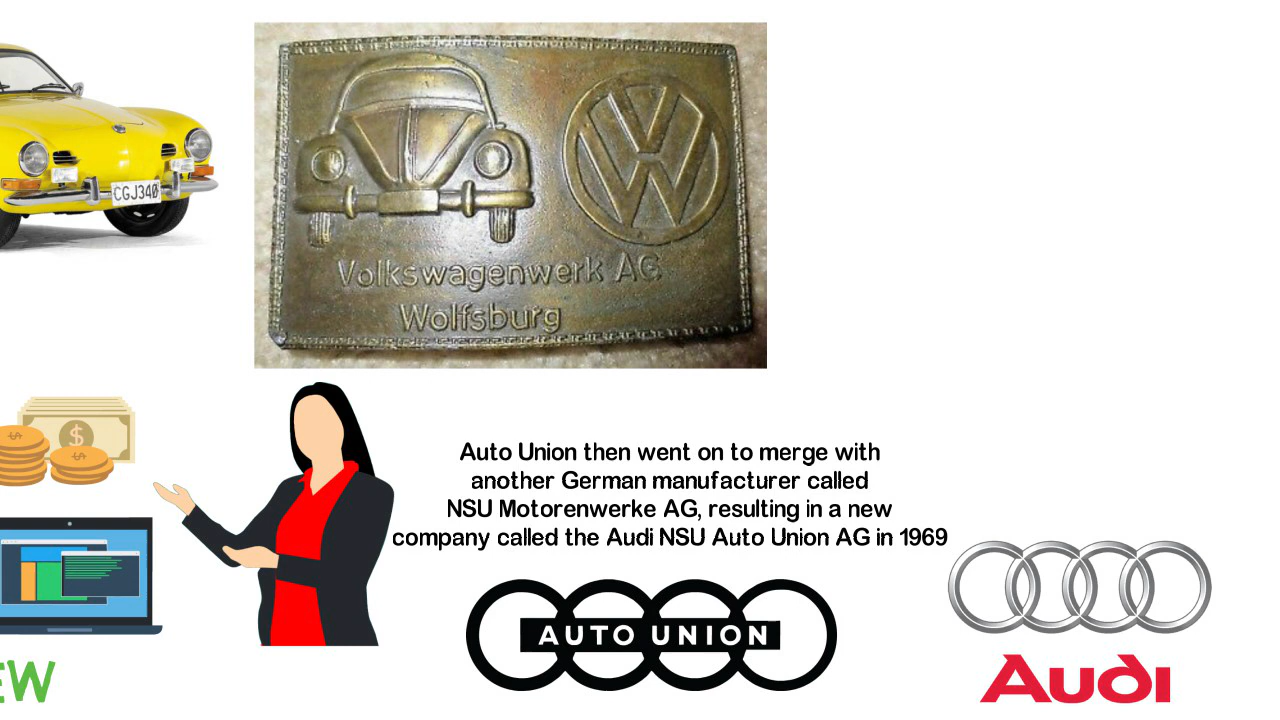 CGJ340
Volkswagenwerk AG
Wolfsburg
Auto Union then went on to merge with
another German manufacturer called
NSU Motorenwerke AG, resulting in a new
company called the Audi NSU Auto Union AG in 1969
AUTO UNION
Audi
EW